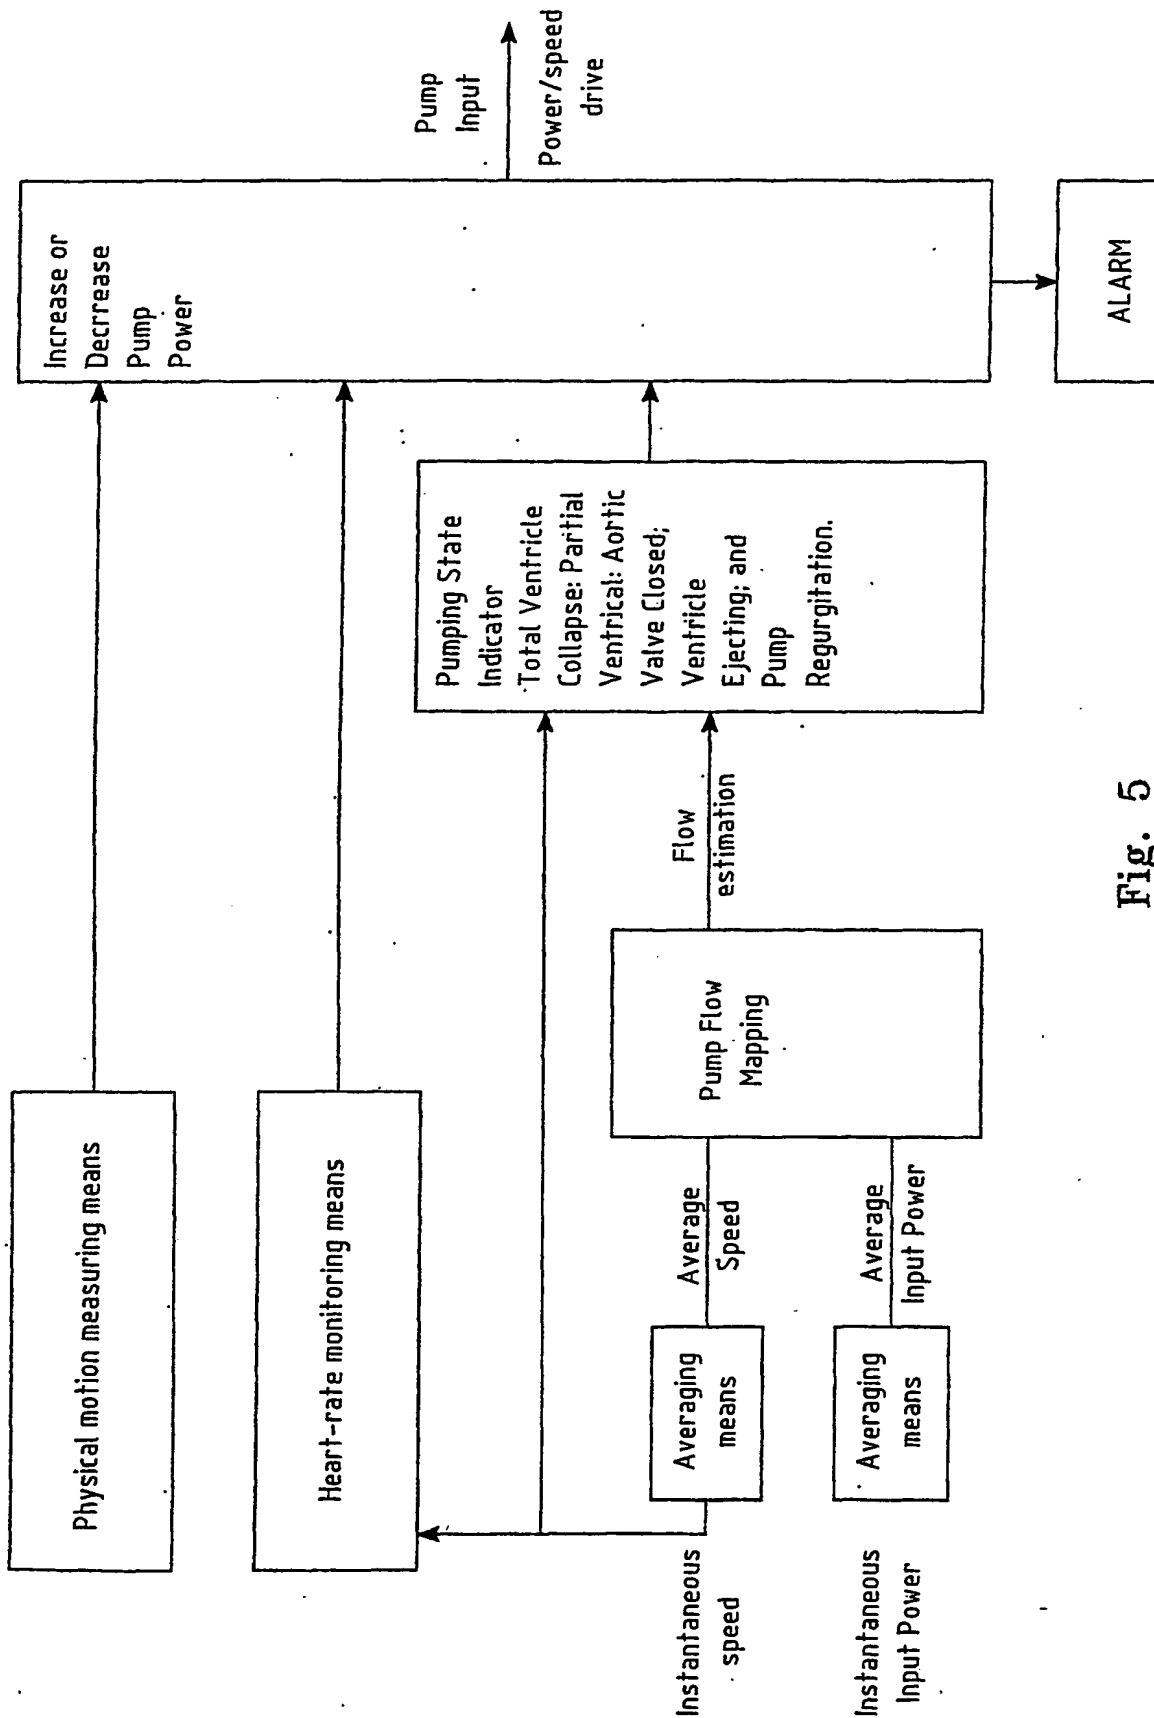 Physical motion measuring means
Heart-rate monitoring means
Instantaneous
speed
Instantaneous
Input Power
Averaging
means
Averaging
means
Average
Speed
Average
Input Power
Pump Flow
Mapping
Flow
estimation
Pumping State
Indicator
Total Ventricle
Collapse: Partial
Ventrical: Aortic
Valve Closed;
Ventricle
Ejecting; and
Pump
Regurgitation.
Increase or
Decrrease
Pump
Power
Pump
Input
Power/speed
drive
ALARM
Fig. 5